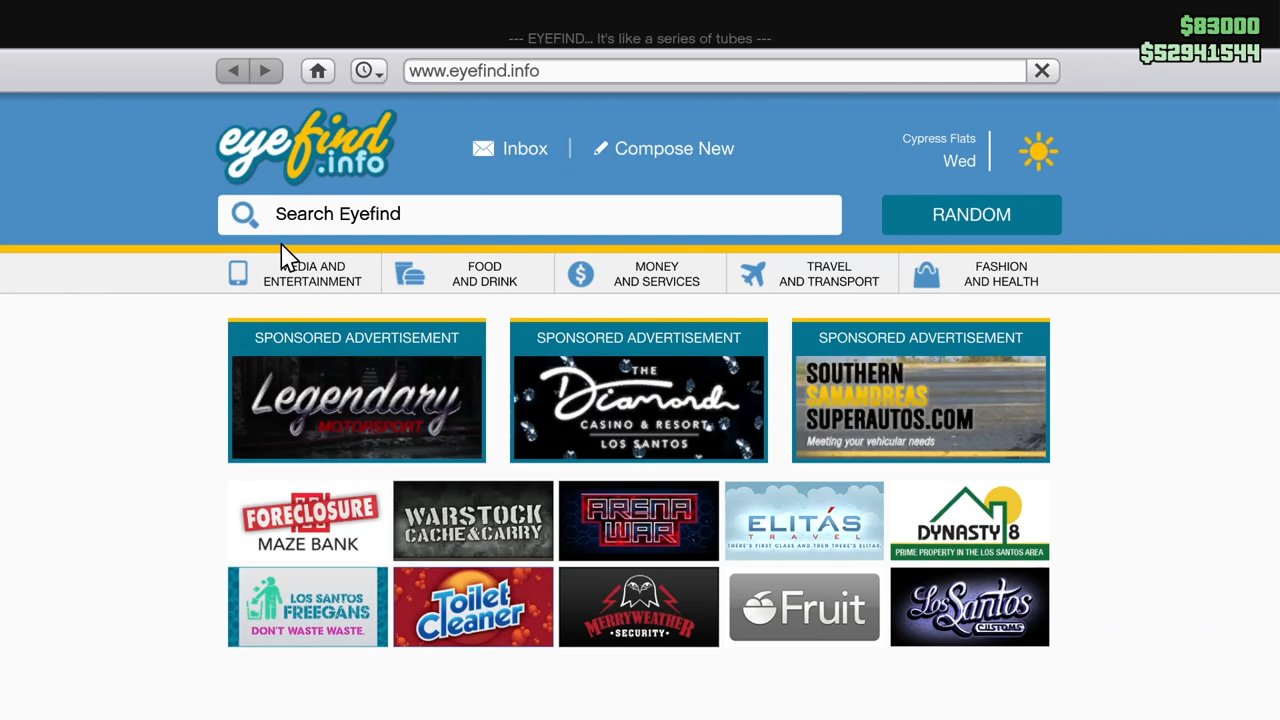 $83000
--- EYEFIND... It's like a series of tubes ---
$52941544
www.eyefind.info
eyefind.info
Inbox
Compose New
Cypress Flats
Wed
Search Eyefind
RANDOM
MEDIA AND
ENTERTAINMENT
FOOD
AND DRINK
MONEY
AND SERVICES
TRAVEL
AND TRANSPORT
FASHION
AND HEALTH
SPONSORED ADVERTISEMENT
SPONSORED ADVERTISEMENT
SPONSORED ADVERTISEMENT
Legendary
MOTORSPORT
THE
Diamond
CASINO & RESORT
LOS SANTOS
SOUTHERN
SANANDREAS
SUPERAUTOS.COM
Meeting your vehicular needs
FORECLOSURE
MAZE BANK
WARSTOCK
CACHE&CARRY
ARENA
WAR
ELITÁS
TRAVEL
THERE'S FIRST CLASS AND THEN THERE'S ELITÁS.
DYNASTY 8
PRIME PROPERTY IN THE LOS SANTOS AREA
LOS SANTOS
FREEGANS
DON'T WASTE WASTE.
Toilet
Cleaner
MERRYWEATHER
SECURITY
Fruit
Los Santos
CUSTOMS